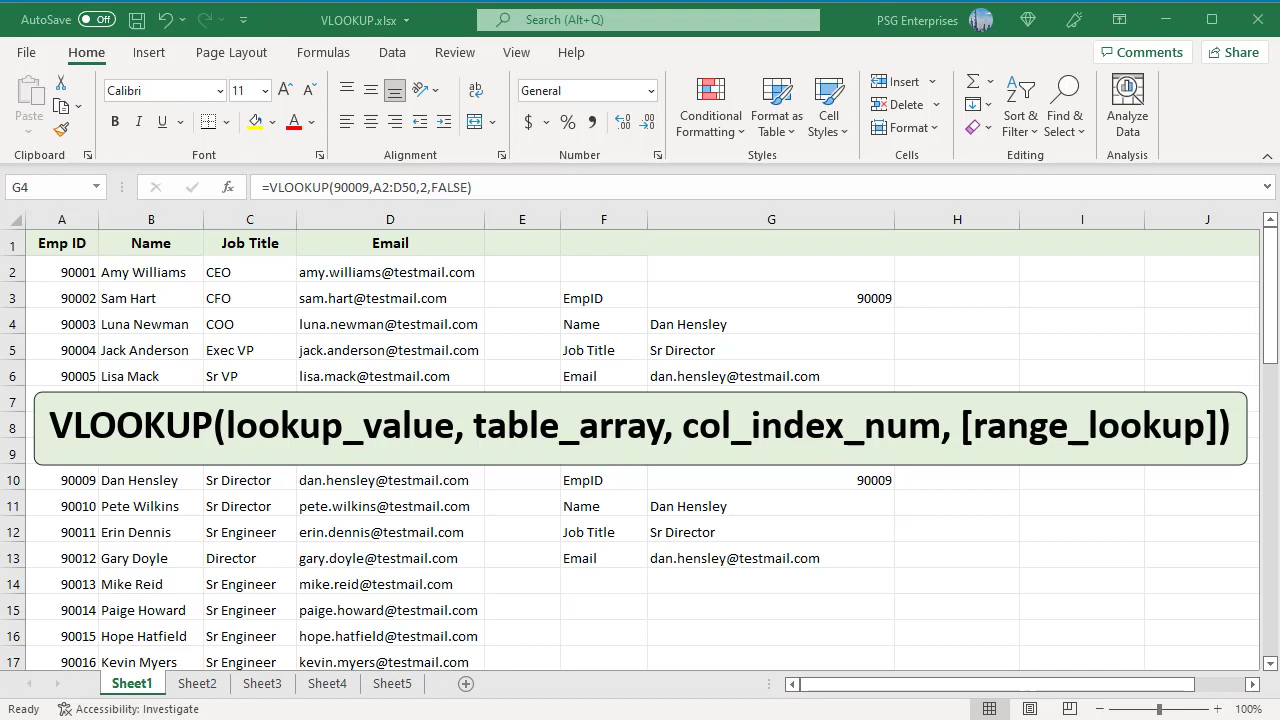 AutoSave Off VLOOKUP.xlsx Search (Alt+Q) PSG Enterprises
File Home Insert Page Layout Formulas Data Review View Help Comments Share
Paste
Clipboard
Calibri 11
B I U A
Font
ab
Alignment
General
$ % ,
Number
Conditional Formatting
Format as Table
Cell Styles
Styles
Insert
Delete
Format
Cells
Sort & Filter
Find & Select
Editing
Analyze Data
Analysis
G4 fx =VLOOKUP(90009,A2:D50,2,FALSE)
A B C D E F G H I J
1 Emp ID Name Job Title Email
2 90001 Amy Williams CEO amy.williams@testmail.com
3 90002 Sam Hart CFO sam.hart@testmail.com EmpID 90009
4 90003 Luna Newman COO luna.newman@testmail.com Name Dan Hensley
5 90004 Jack Anderson Exec VP jack.anderson@testmail.com Job Title Sr Director
6 90005 Lisa Mack Sr VP lisa.mack@testmail.com Email dan.hensley@testmail.com
7
8
9
VLOOKUP(lookup_value, table_array, col_index_num, [range_lookup])
10 90009 Dan Hensley Sr Director dan.hensley@testmail.com EmpID 90009
11 90010 Pete Wilkins Sr Director pete.wilkins@testmail.com Name Dan Hensley
12 90011 Erin Dennis Sr Engineer erin.dennis@testmail.com Job Title Sr Director
13 90012 Gary Doyle Director gary.doyle@testmail.com Email dan.hensley@testmail.com
14 90013 Mike Reid Sr Engineer mike.reid@testmail.com
15 90014 Paige Howard Sr Engineer paige.howard@testmail.com
16 90015 Hope Hatfield Sr Engineer hope.hatfield@testmail.com
17 90016 Kevin Myers Sr Engineer kevin.myers@testmail.com
Sheet1 Sheet2 Sheet3 Sheet4 Sheet5
Ready Accessibility: Investigate 100%